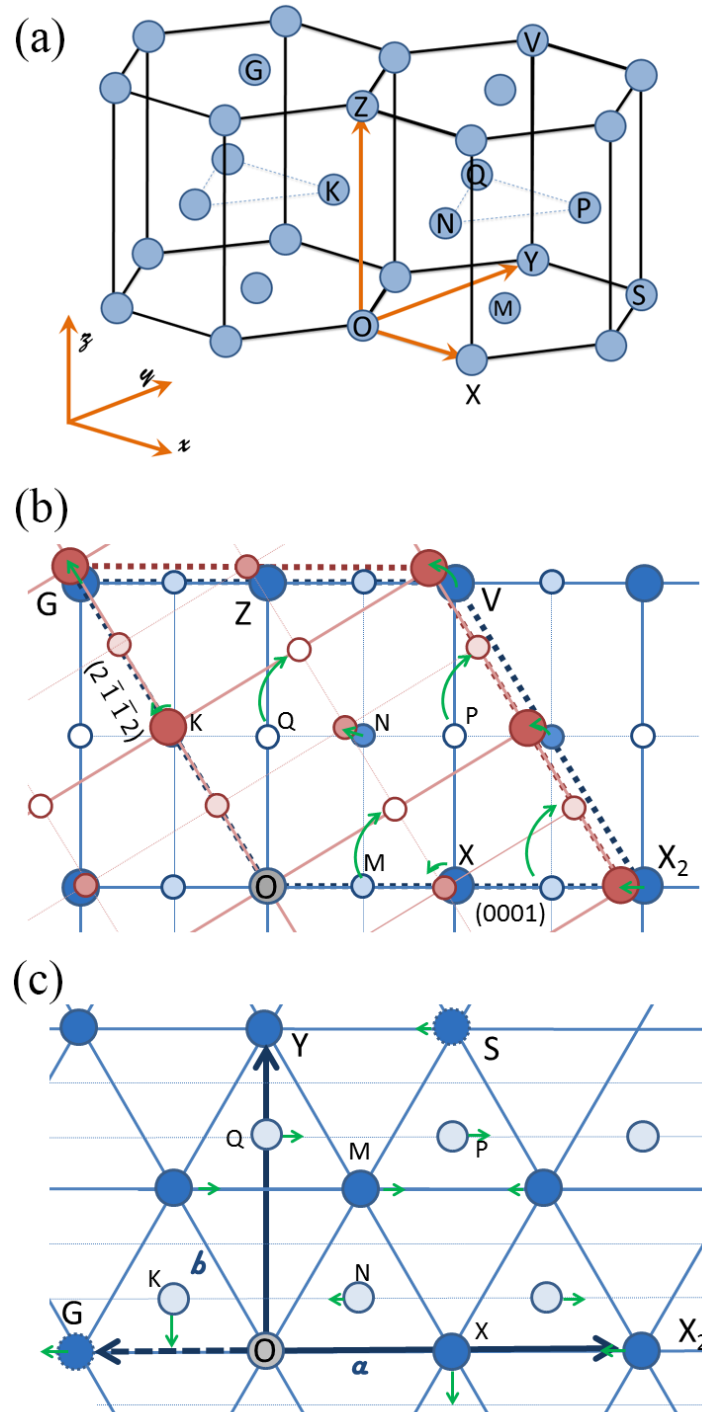 (a)
G
V
Z
K
Q
N
P
Y
O
M
S
X
z
y
x
(b)
G
Z
V
(2 1̄ 1̄ 2)
K
Q
N
P
M
X
X2
O
(0001)
(c)
Y
S
Q
M
P
b
K
N
G
O
X
X2
a